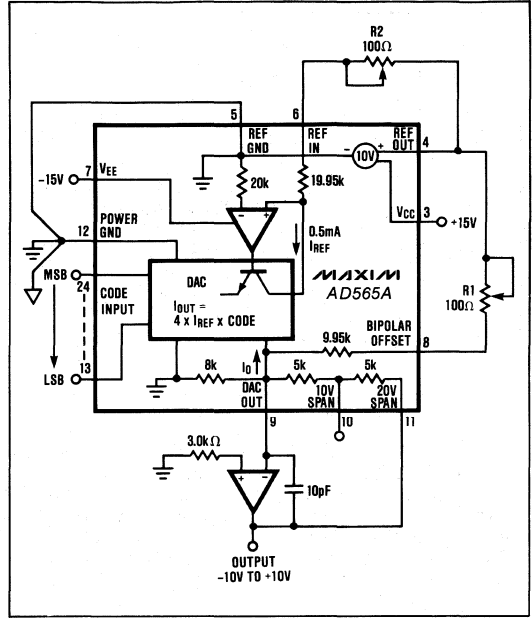 R2
100Ω
5
6
REF
GND
REF
IN
REF
OUT
4
− +
10V
7
VEE
−15V
20k
19.95k
VCC
3
+15V
12
POWER
GND
− +
0.5mA
IREF
MAXIM
AD565A
MSB
24
CODE
INPUT
DAC
IOUT =
4 x IREF x CODE
R1
100Ω
9.95k
BIPOLAR
OFFSET
8
LSB
13
8k
IO
DAC
OUT
5k
10V
SPAN
5k
20V
SPAN
9
10
11
3.0kΩ
+ −
10pF
OUTPUT
−10V TO +10V